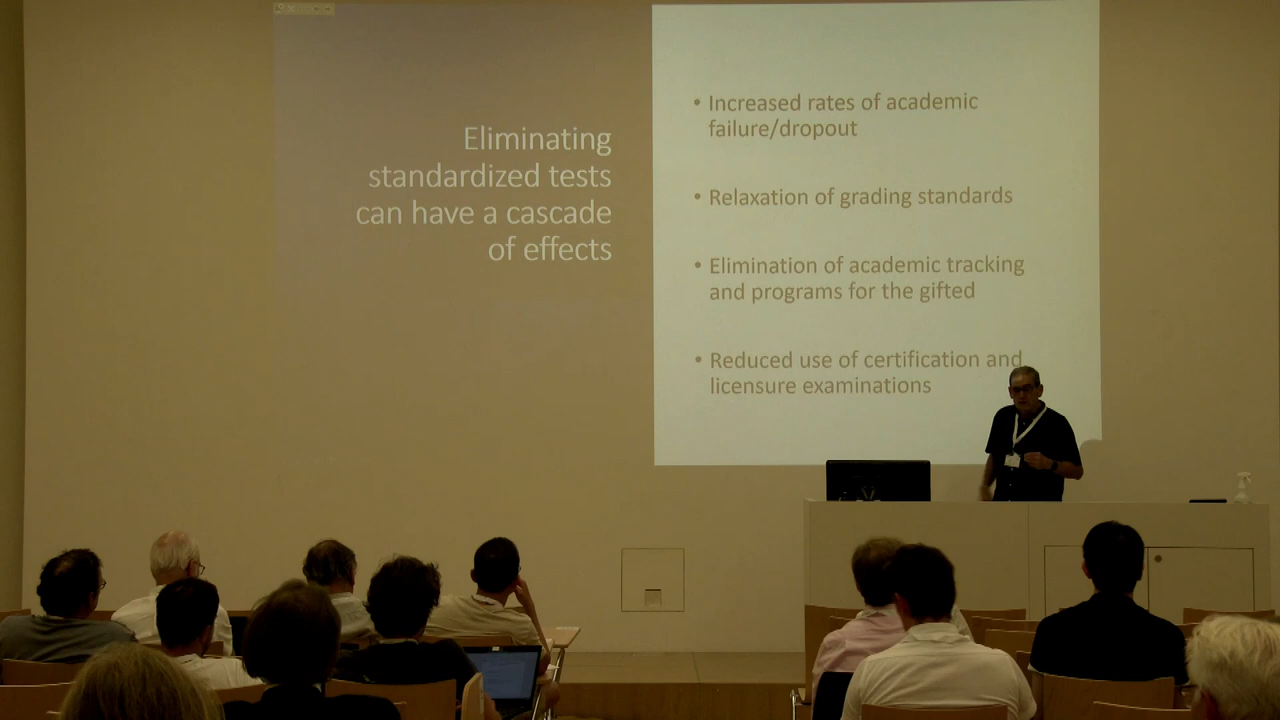 Eliminating
standardized tests
can have a cascade
of effects
• Increased rates of academic
failure/dropout
• Relaxation of grading standards
• Elimination of academic tracking
and programs for the gifted
• Reduced use of certification and
licensure examinations